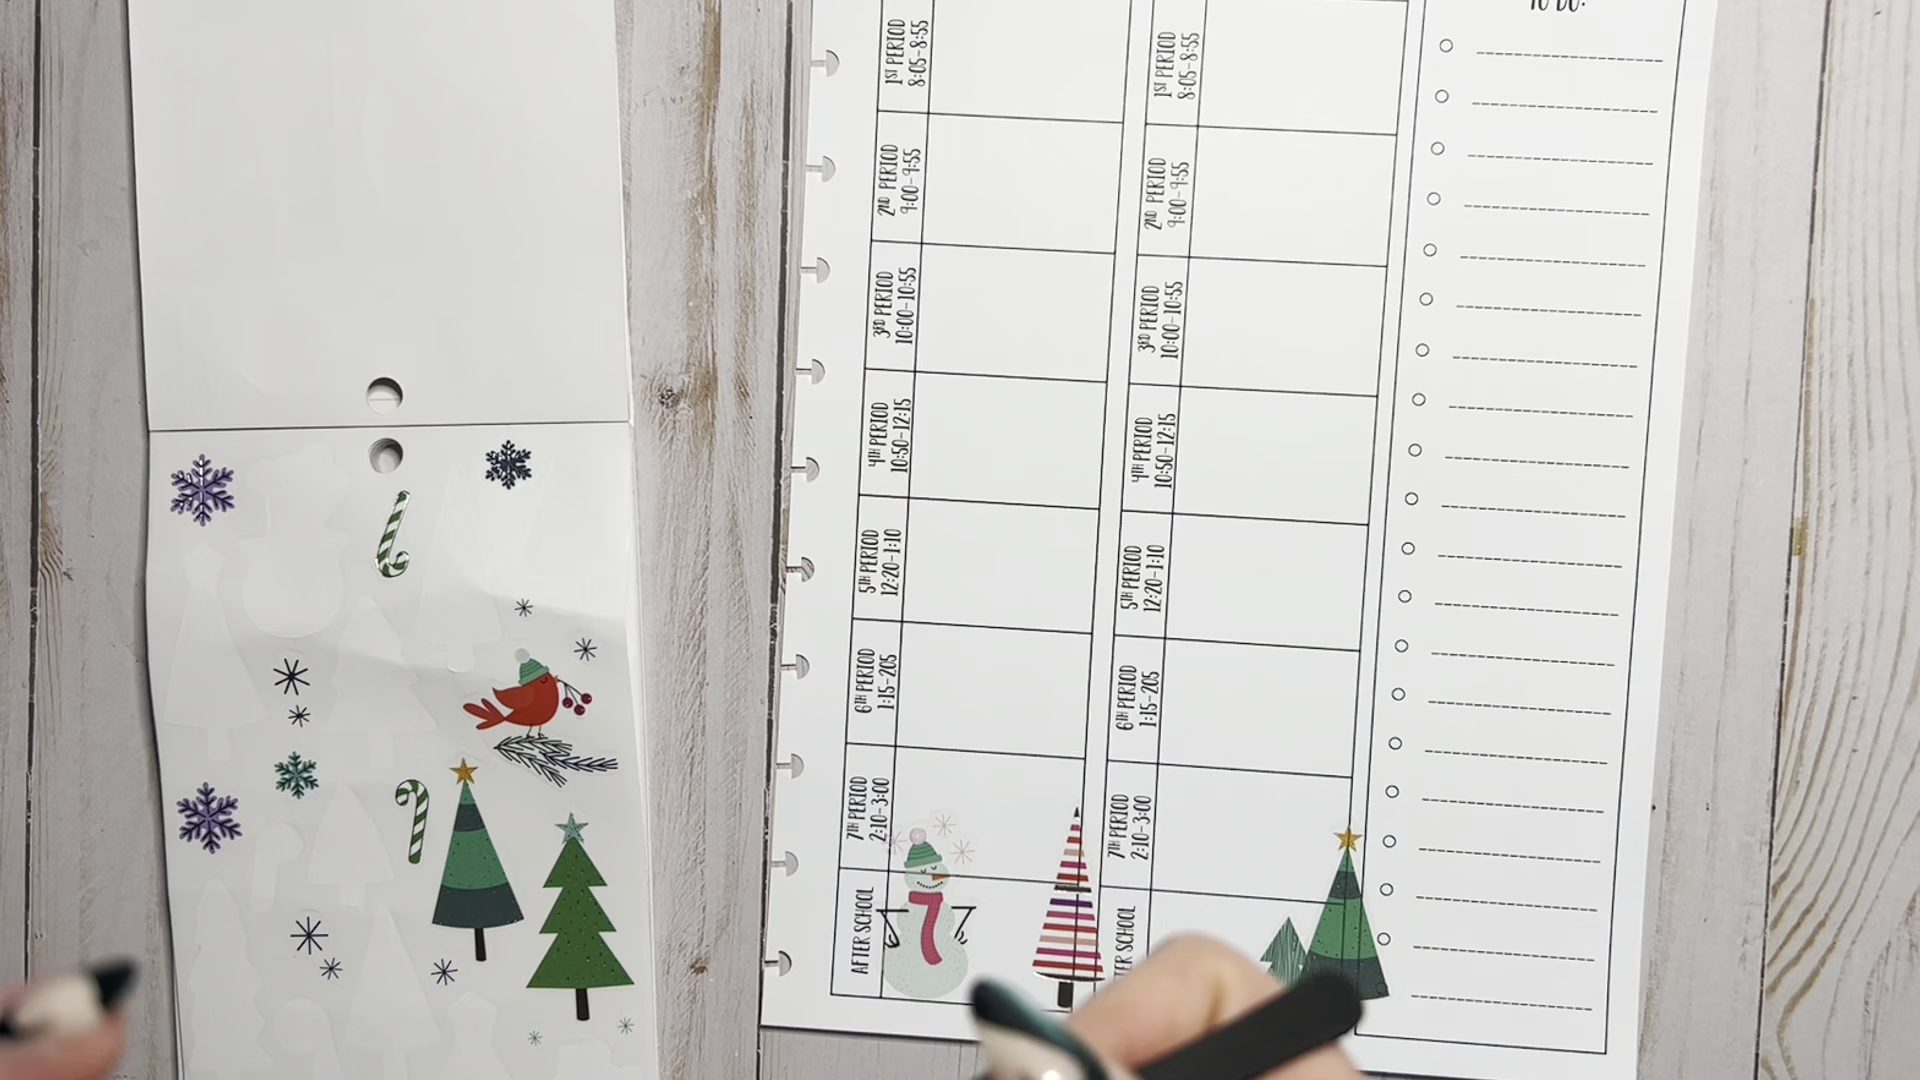 TO DO:
1ST PERIOD
8:05-8:55
2ND PERIOD
9:00-9:55
3RD PERIOD
10:00-10:55
4TH PERIOD
10:50-12:15
5TH PERIOD
12:20-1:10
6TH PERIOD
1:15-205
7TH PERIOD
2:10-3:00
AFTER SCHOOL
1ST PERIOD
8:05-8:55
2ND PERIOD
9:00-9:55
3RD PERIOD
10:00-10:55
4TH PERIOD
10:50-12:15
5TH PERIOD
12:20-1:10
6TH PERIOD
1:15-205
7TH PERIOD
2:10-3:00
TER SCHOOL